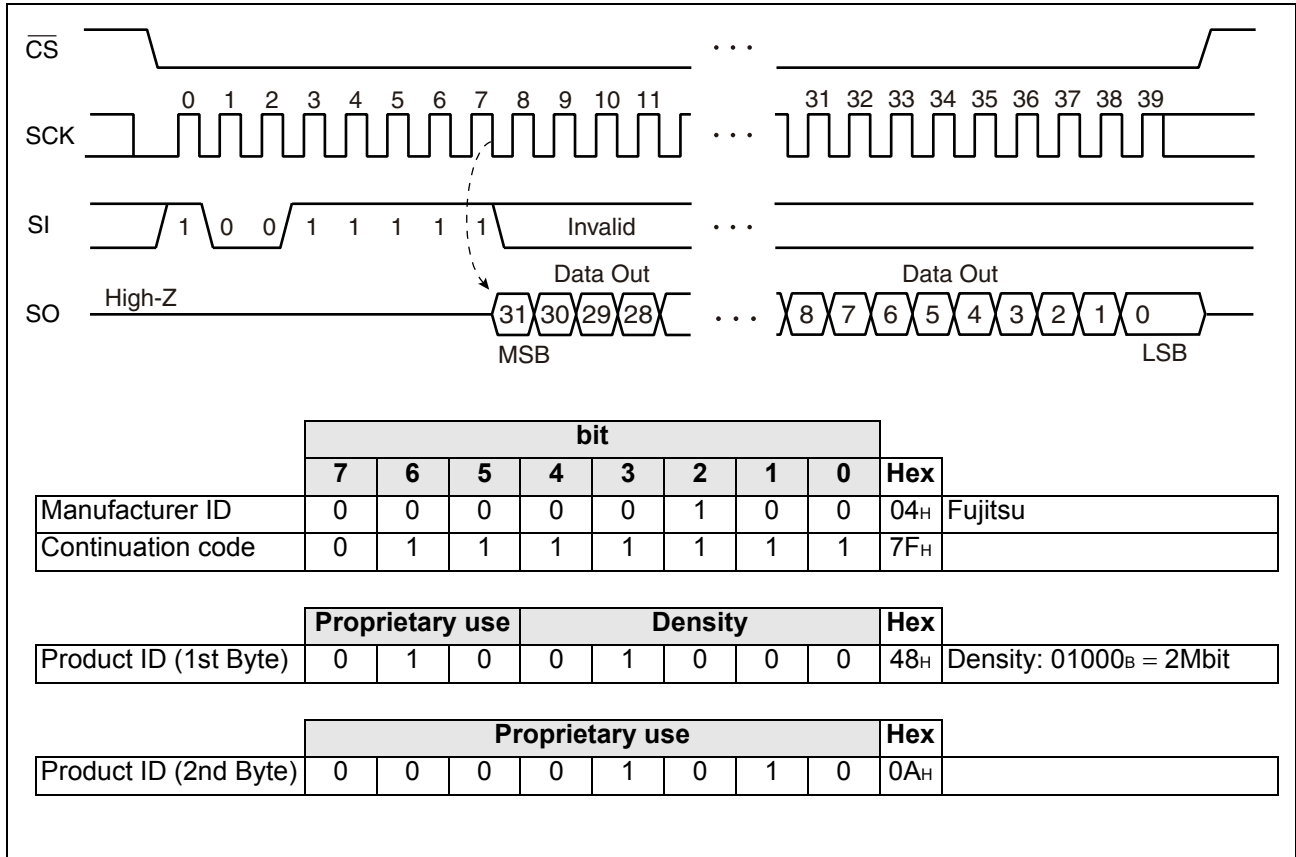 CS
· · ·
0 1 2 3 4 5 6 7 8 9 10 11 31 32 33 34 35 36 37 38 39
SCK · · ·
SI 1 0 0 1 1 1 1 1 Invalid · · ·
Data Out Data Out
High-Z
SO 31 30 29 28 · · · 8 7 6 5 4 3 2 1 0
MSB LSB
bit
7 6 5 4 3 2 1 0 Hex
Manufacturer ID 0 0 0 0 0 1 0 0 04H Fujitsu
Continuation code 0 1 1 1 1 1 1 1 7FH
Proprietary use Density Hex
Product ID (1st Byte) 0 1 0 0 1 0 0 0 48H Density: 01000B = 2Mbit
Proprietary use Hex
Product ID (2nd Byte) 0 0 0 0 1 0 1 0 0AH